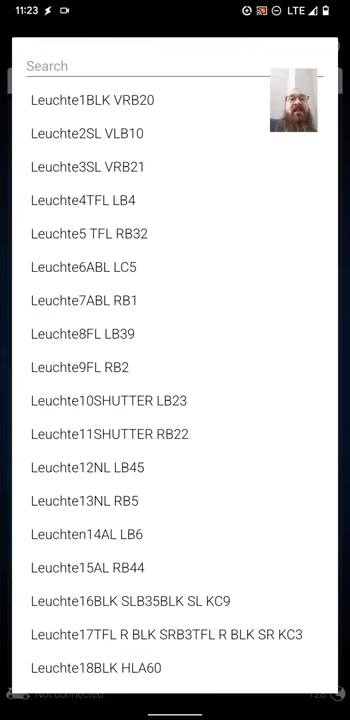 11:23
LTE
Search
Leuchte1BLK VRB20
Leuchte2SL VLB10
Leuchte3SL VRB21
Leuchte4TFL LB4
Leuchte5 TFL RB32
Leuchte6ABL LC5
Leuchte7ABL RB1
Leuchte8FL LB39
Leuchte9FL RB2
Leuchte10SHUTTER LB23
Leuchte11SHUTTER RB22
Leuchte12NL LB45
Leuchte13NL RB5
Leuchten14AL LB6
Leuchte15AL RB44
Leuchte16BLK SLB35BLK SL KC9
Leuchte17TFL R BLK SRB3TFL R BLK SR KC3
Leuchte18BLK HLA60
Not connected